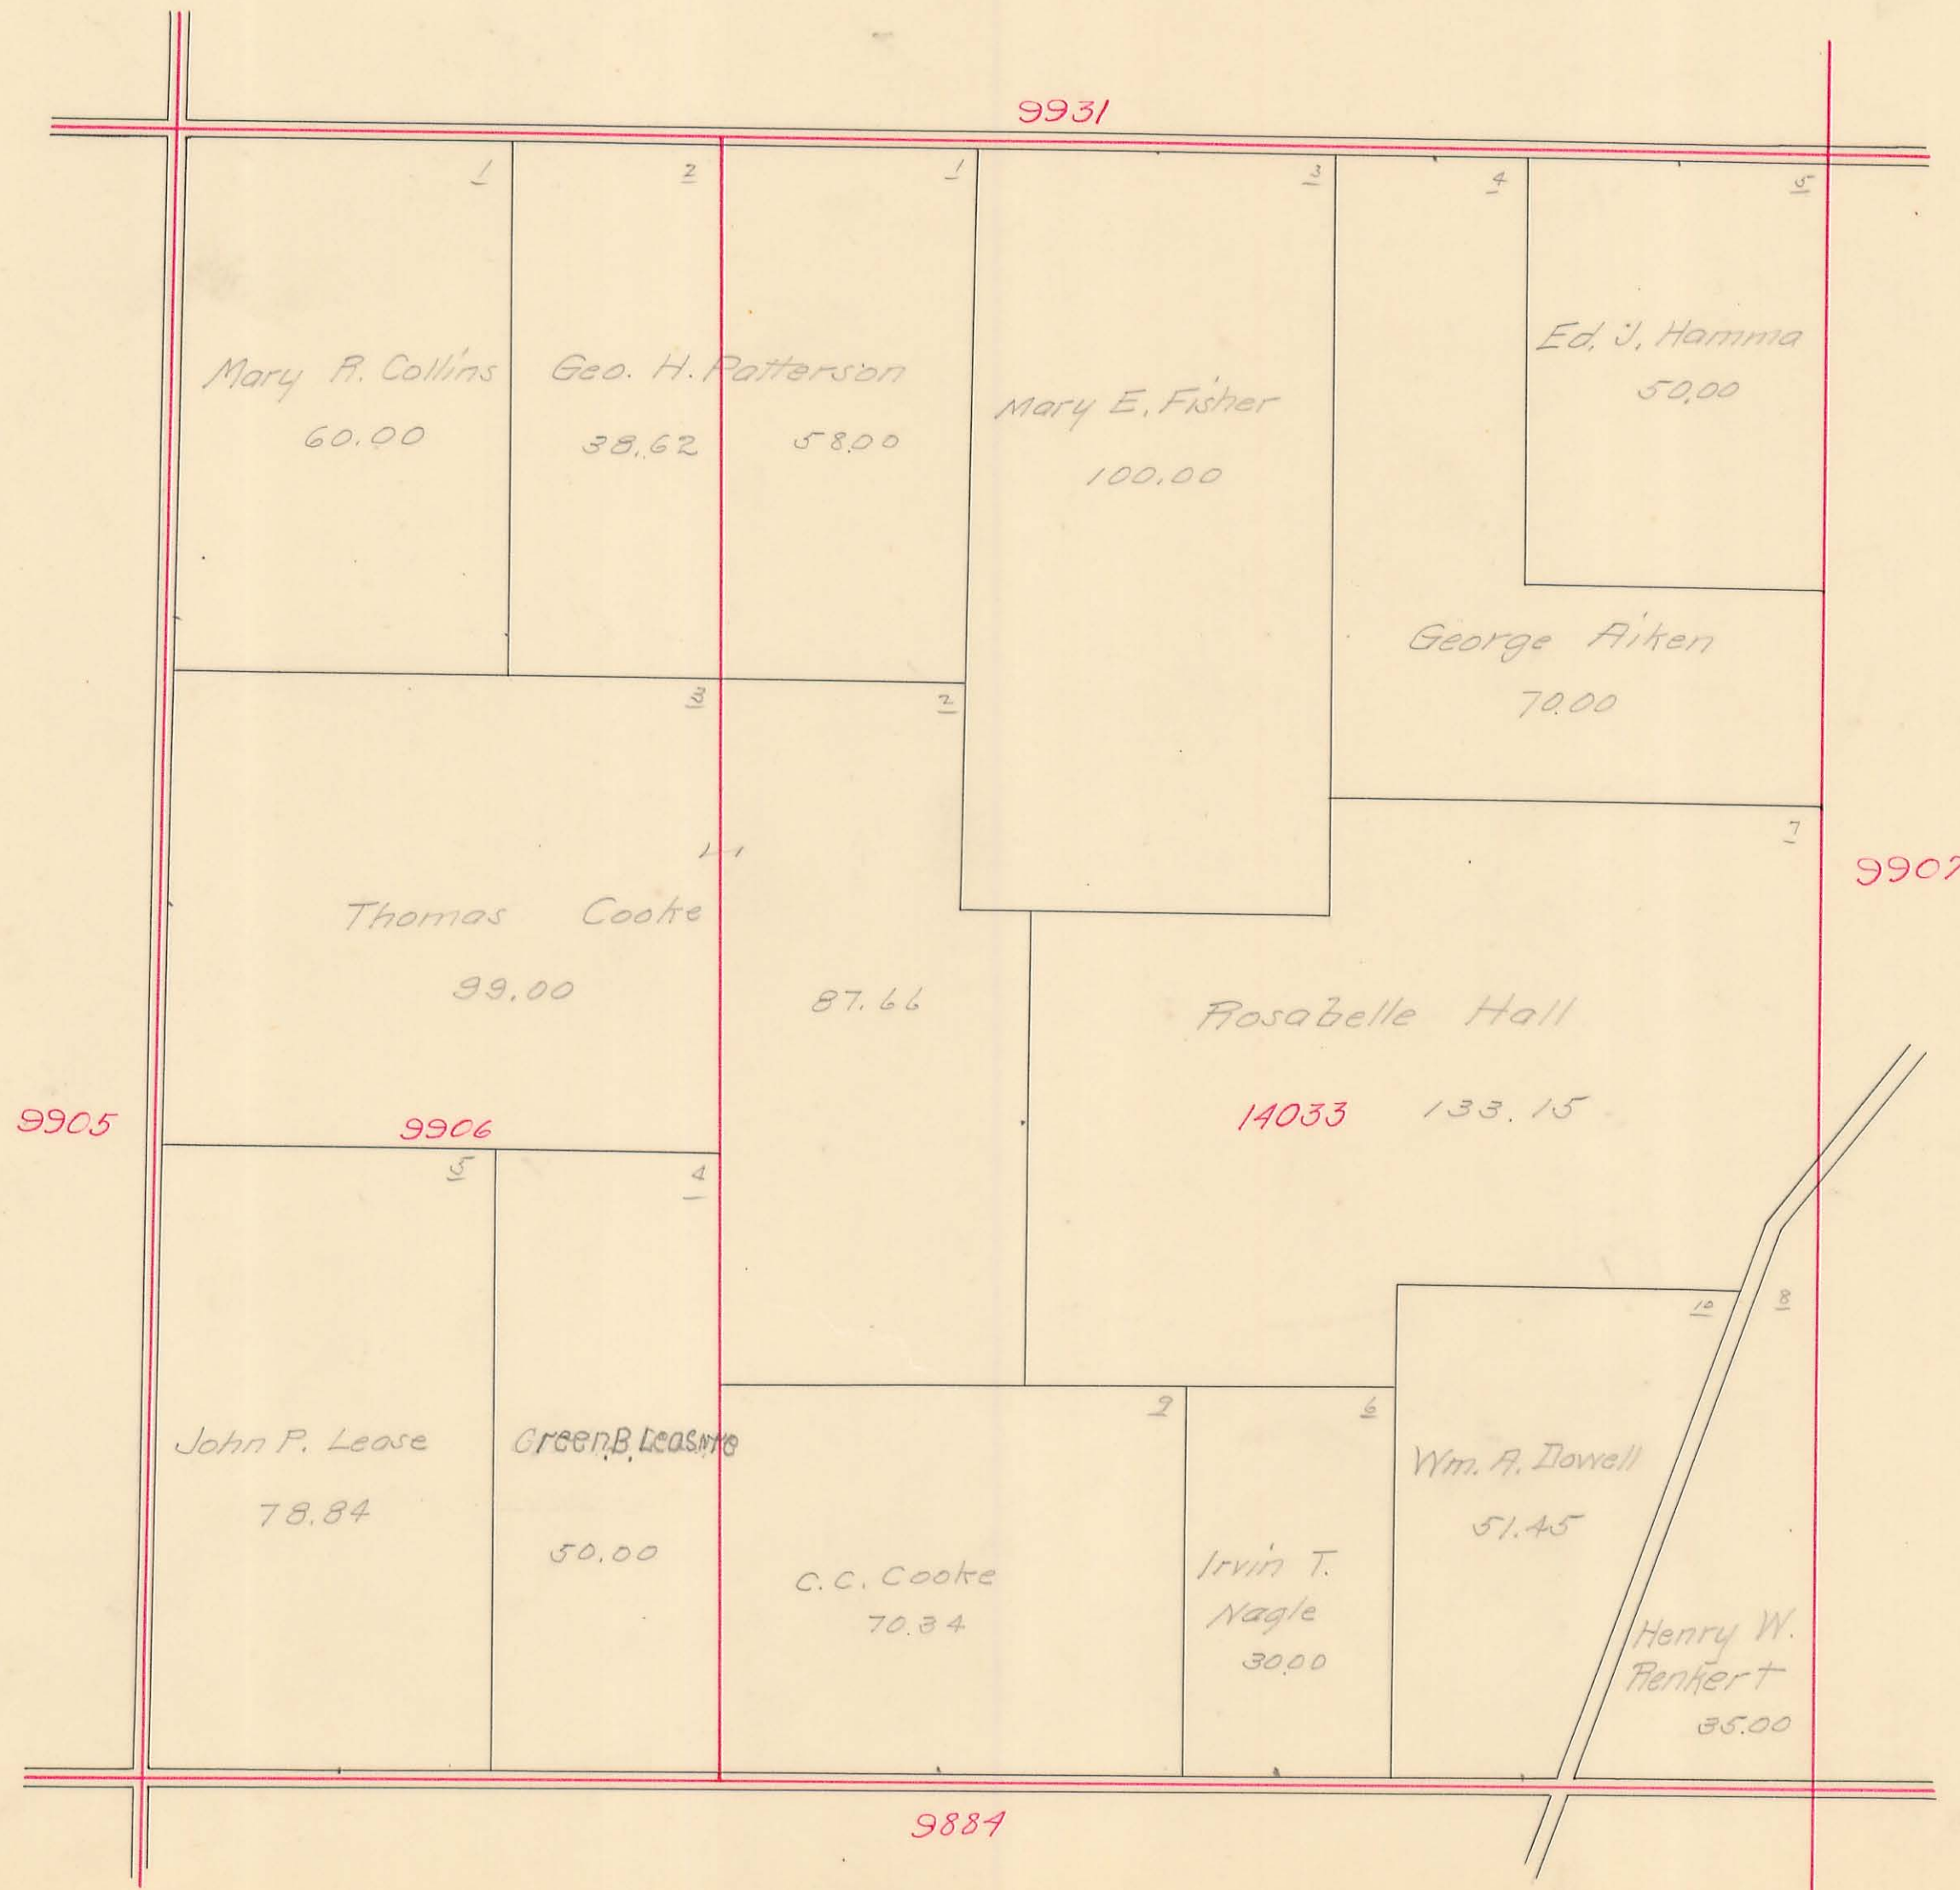 9931
1
2
1
3
4
5
Mary R. Collins
60.00
Geo. H. Patterson
38.62
58.00
Mary E. Fisher
100.00
Ed. J. Hamma
50.00
George Aiken
70.00
3
2
7
9907
Thomas Cooke
99.00
87.66
Rosabelle Hall
14033
133.15
9905
9906
5
4
10
8
9
6
John P. Lease
78.84
Green B.
50.00
C.C. Cooke
70.34
Irvin T.
Nagle
30.00
Wm. A. Dowell
51.45
Henry W.
Renkert
35.00
9884